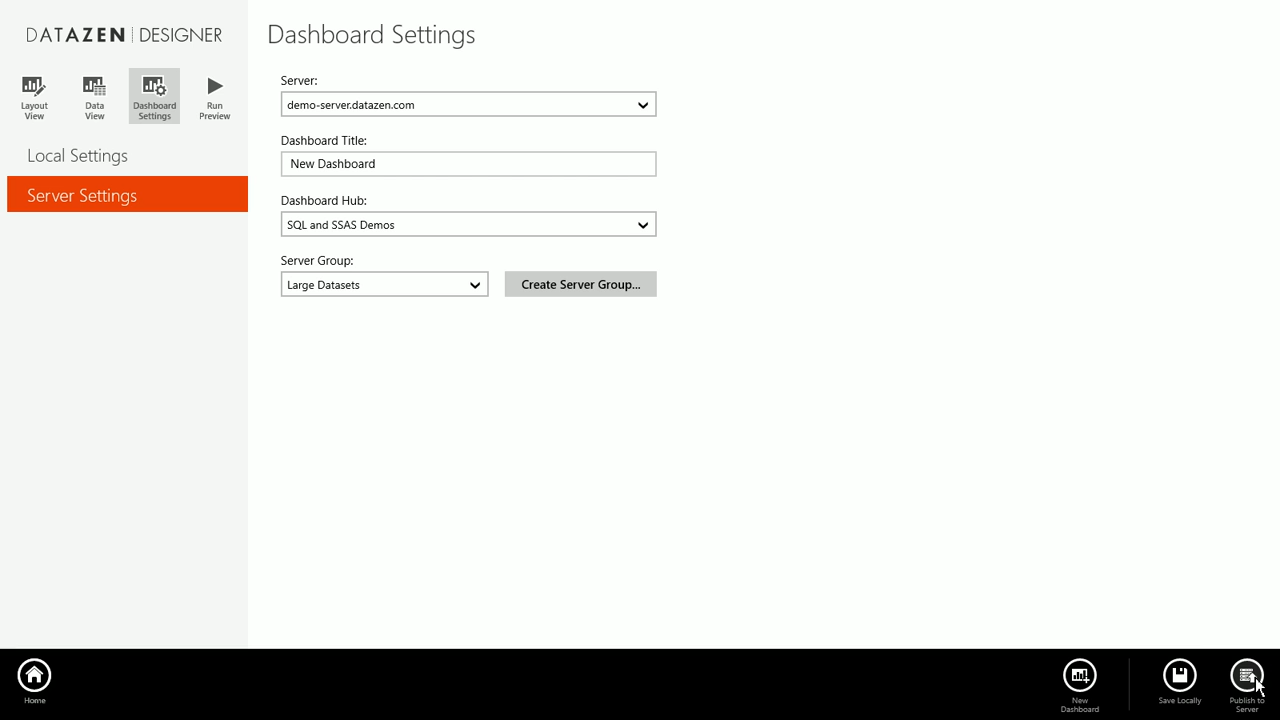 DATAZEN DESIGNER
Dashboard Settings
Layout View
Data View
Dashboard Settings
Run Preview
Local Settings
Server Settings
Server:
demo-server.datazen.com
Dashboard Title:
New Dashboard
Dashboard Hub:
SQL and SSAS Demos
Server Group:
Large Datasets
Create Server Group...
Home
New Dashboard
Save Locally
Publish to Server